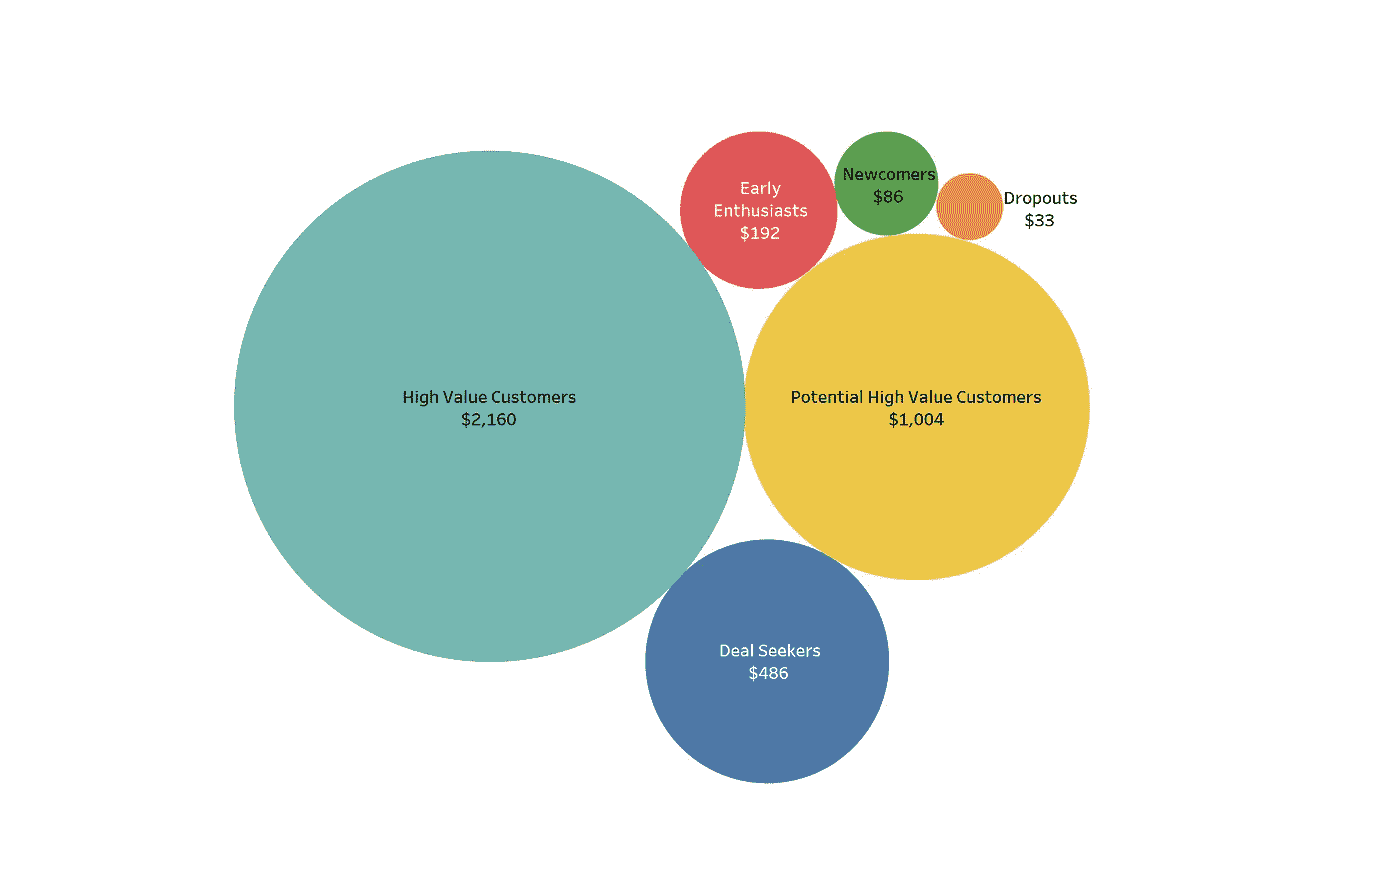 Early
Enthusiasts
$192
Newcomers
$86
Dropouts
$33
High Value Customers
$2,160
Potential High Value Customers
$1,004
Deal Seekers
$486